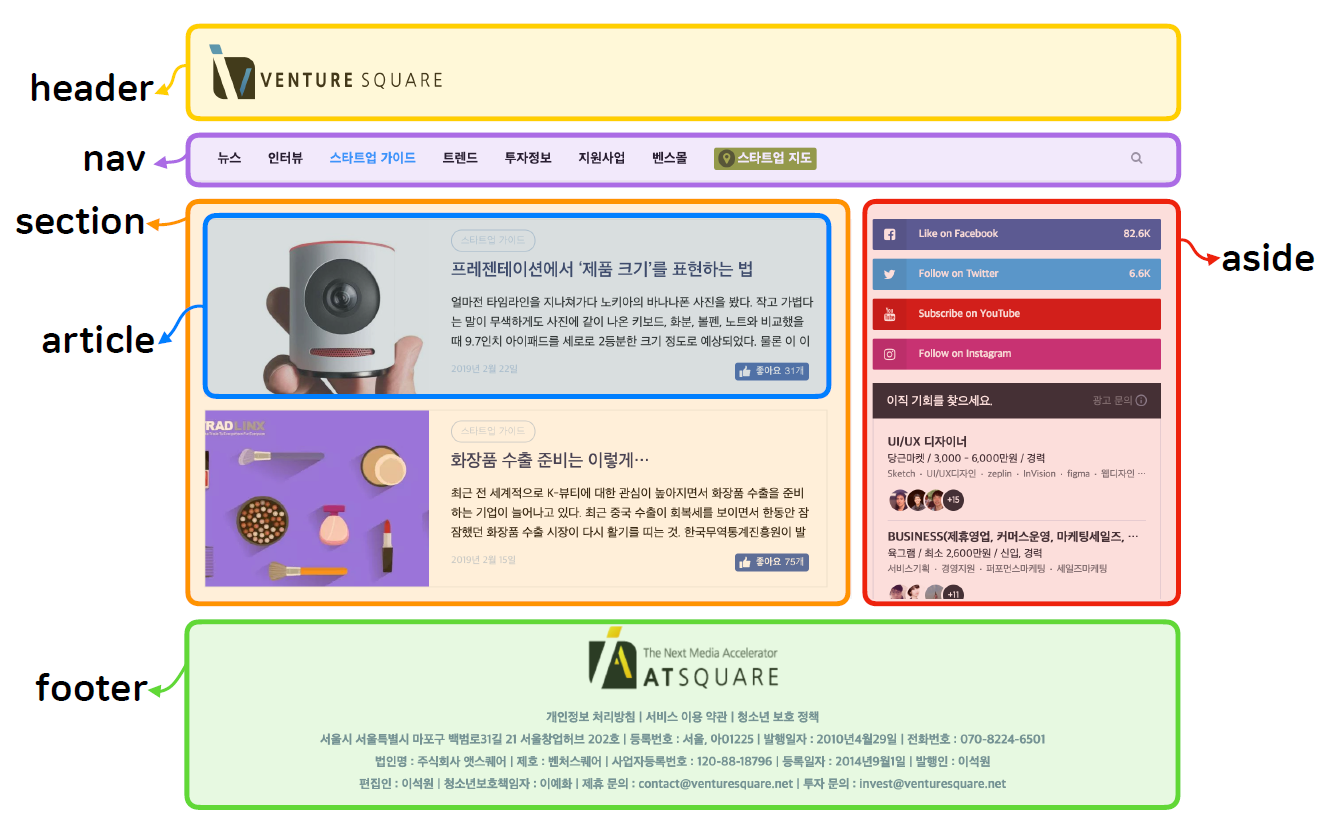 header
VENTURE SQUARE
nav
뉴스 인터뷰 스타트업 가이드 트렌드 투자정보 지원사업 벤스몰 스타트업 지도
section
article
스타트업 가이드
프레젠테이션에서 ‘제품 크기’를 표현하는 법
얼마전 타임라인을 지나쳐가다 노키아의 바나나폰 사진을 봤다. 작고 가볍다
는 말이 무색하게도 사진에 같이 나온 키보드, 화분, 볼펜, 노트와 비교했을
때 9.7인치 아이패드를 세로로 2등분한 크기 정도로 예상되었다. 물론 이 이
2019년 2월 22일
좋아요 31개
RADLINX
스타트업 가이드
화장품 수출 준비는 이렇게…
최근 전 세계적으로 K-뷰티에 대한 관심이 높아지면서 화장품 수출을 준비
하는 기업이 늘어나고 있다. 최근 중국 수출이 회복세를 보이면서 한동안 잠
잠했던 화장품 수출 시장이 다시 활기를 띠는 것. 한국무역통계진흥원이 발
2019년 2월 15일
좋아요 75개
aside
Like on Facebook 82.6K
Follow on Twitter 6.6K
You Tube
Subscribe on YouTube
Follow on Instagram
이직 기회를 찾으세요. 광고 문의
UI/UX 디자이너
당근마켓 / 3,000 - 6,000만원 / 경력
Sketch · UI/UX디자인 · zeplin · InVision · figma · 웹디자인 …
+15
BUSINESS(제휴영업, 커머스운영, 마케팅세일즈, …
육그램 / 최소 2,600만원 / 신입, 경력
서비스기획 · 경영지원 · 퍼포먼스마케팅 · 세일즈마케팅
+11
footer
The Next Media Accelerator
ATSQUARE
개인정보 처리방침 | 서비스 이용 약관 | 청소년 보호 정책
서울시 서울특별시 마포구 백범로31길 21 서울창업허브 202호 | 등록번호 : 서울, 아01225 | 발행일자 : 2010년4월29일 | 전화번호 : 070-8224-6501
법인명 : 주식회사 앳스퀘어 | 제호 : 벤처스퀘어 | 사업자등록번호 : 120-88-18796 | 등록일자 : 2014년9월1일 | 발행인 : 이석원
편집인 : 이석원 | 청소년보호책임자 : 이예화 | 제휴 문의 : contact@venturesquare.net | 투자 문의 : invest@venturesquare.net